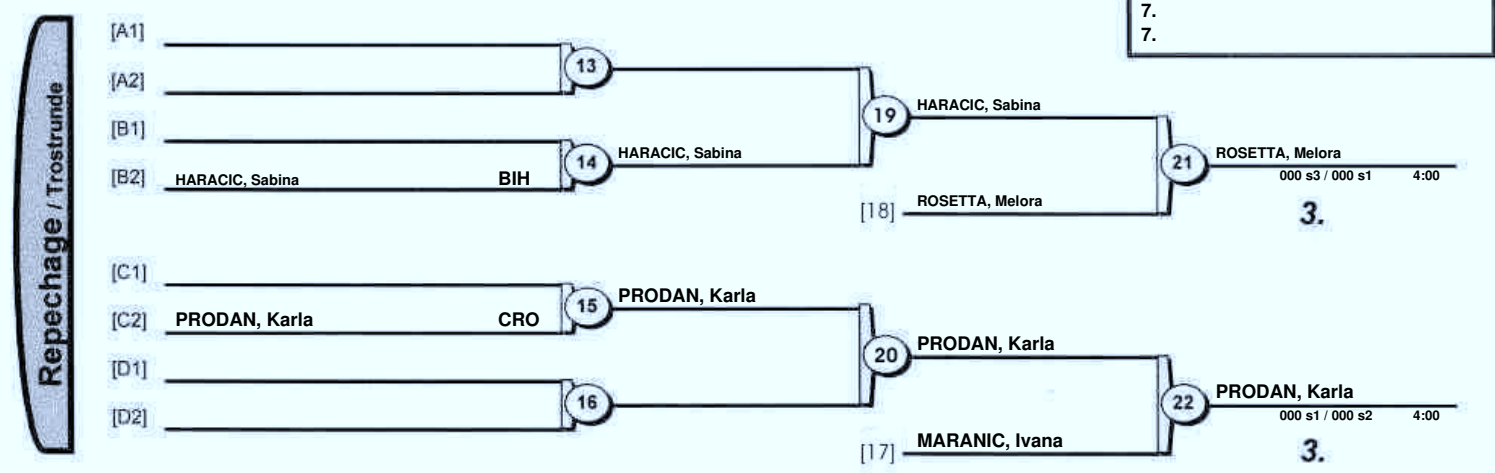 7.
7.
Repechage / Trostrunde
[A1]
13
[A2]
HARACIC, Sabina
19
[B1]
HARACIC, Sabina
14
ROSETTA, Melora
21
[B2] HARACIC, Sabina BIH
000 s3 / 000 s1 4:00
[18] ROSETTA, Melora
3.
[C1]
PRODAN, Karla
15
[C2] PRODAN, Karla CRO
PRODAN, Karla
20
[D1]
PRODAN, Karla
16
22
[D2]
000 s1 / 000 s2 4:00
[17] MARANIC, Ivana
3.